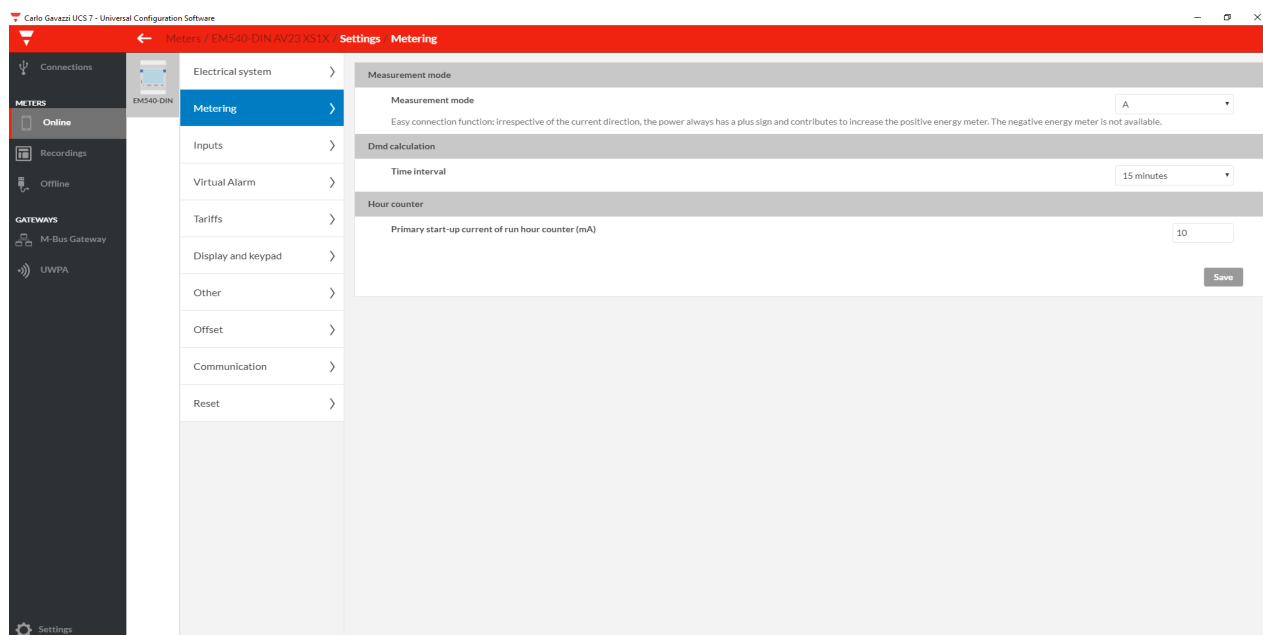 Carlo Gavazzi UCS 7 - Universal Configuration Software
Meters / EM540-DIN AV23 XS1X / Settings / Metering
Connections
METERS
Online
Recordings
Offline
GATEWAYS
M-Bus Gateway
UWPA
Settings
EM540-DIN
Electrical system
Metering
Inputs
Virtual Alarm
Tariffs
Display and keypad
Other
Offset
Communication
Reset
Measurement mode
Measurement mode
A
Easy connection function: irrespective of the current direction, the power always has a plus sign and contributes to increase the positive energy meter. The negative energy meter is not available.
Dmd calculation
Time interval
15 minutes
Hour counter
Primary start-up current of run hour counter (mA)
10
Save